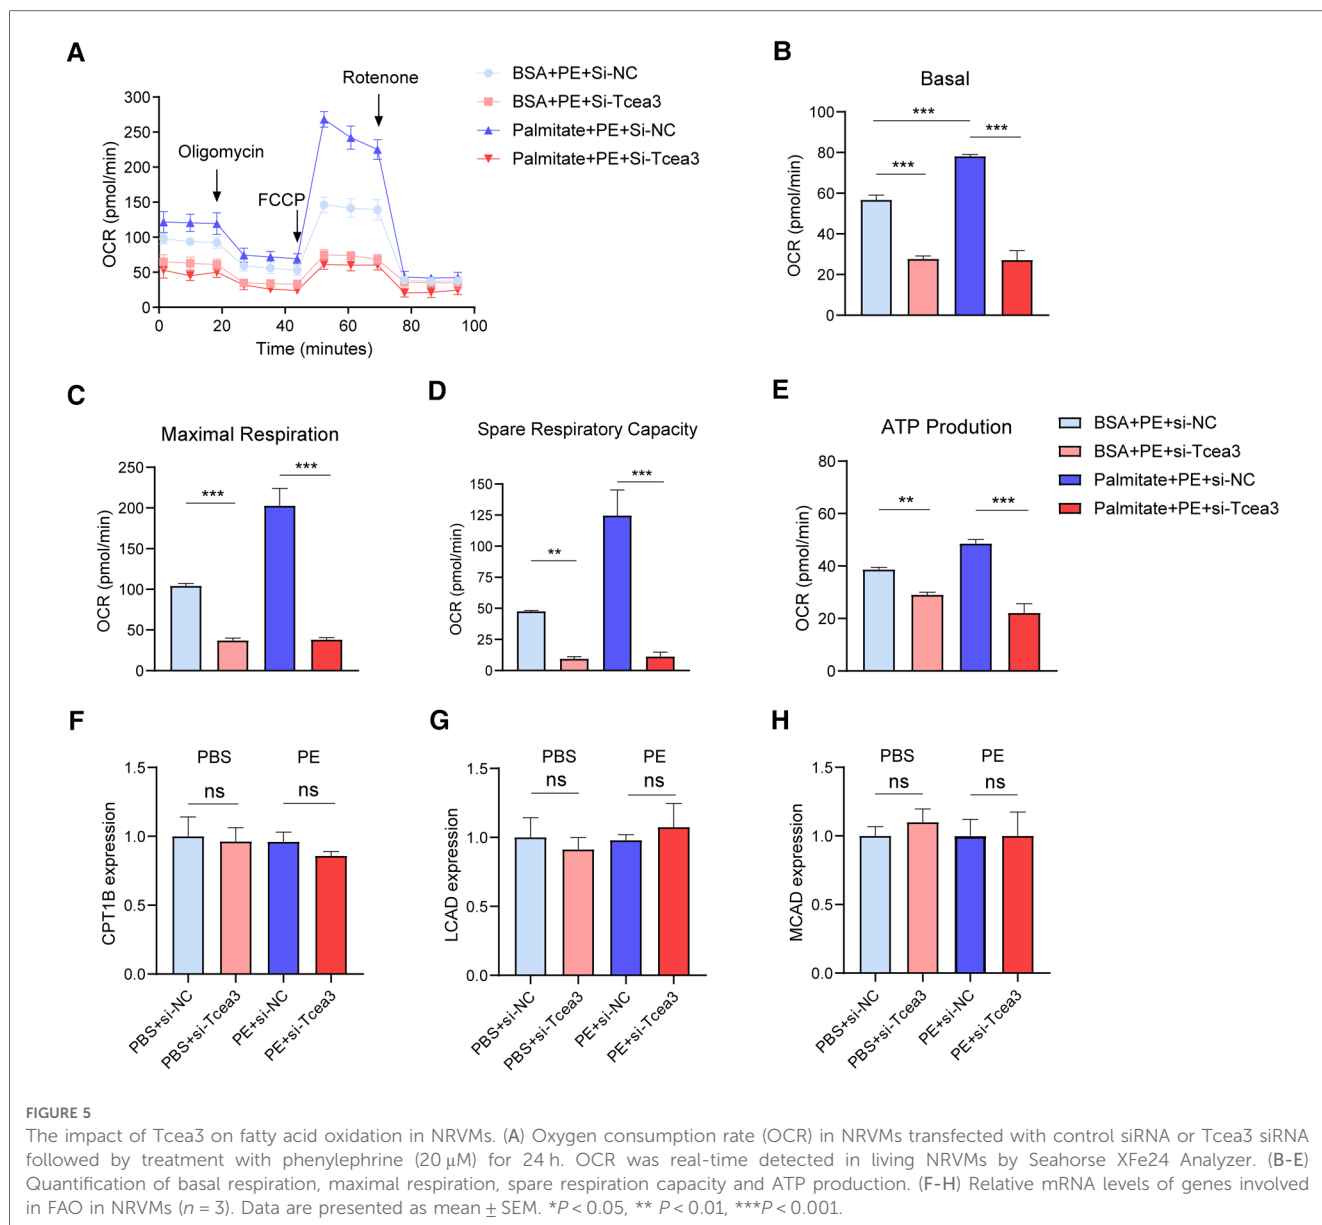 A
Rotenone
Oligomycin
FCCP
OCR (pmol/min)
300
250
200
150
100
50
0
0 20 40 60 80 100
Time (minutes)
BSA+PE+Si-NC
BSA+PE+Si-Tcea3
Palmitate+PE+Si-NC
Palmitate+PE+Si-Tcea3
B
Basal
OCR (pmol/min)
100
80
60
40
20
0
***
***
***
C
Maximal Respiration
OCR (pmol/min)
250
200
150
100
50
0
***
***
D
Spare Respiratory Capacity
OCR (pmol/min)
150
125
100
75
50
25
0
**
***
E
ATP Prodution
OCR (pmol/min)
80
60
40
20
0
**
***
BSA+PE+si-NC
BSA+PE+si-Tcea3
Palmitate+PE+si-NC
Palmitate+PE+si-Tcea3
F
PBS PE
ns ns
CPT1B expression
1.5
1.0
0.5
0.0
PBS+si-NC
PBS+si-Tcea3
PE+si-NC
PE+si-Tcea3
G
PBS PE
ns ns
LCAD expression
1.5
1.0
0.5
0.0
PBS+si-NC
PBS+si-Tcea3
PE+si-NC
PE+si-Tcea3
H
PBS PE
ns ns
MCAD expression
1.5
1.0
0.5
0.0
PBS+si-NC
PBS+si-Tcea3
PE+si-NC
PE+si-Tcea3
FIGURE 5
The impact of Tcea3 on fatty acid oxidation in NRVMs. (A) Oxygen consumption rate (OCR) in NRVMs transfected with control siRNA or Tcea3 siRNA
followed by treatment with phenylephrine (20 μM) for 24 h. OCR was real-time detected in living NRVMs by Seahorse XFe24 Analyzer. (B-E)
Quantification of basal respiration, maximal respiration, spare respiration capacity and ATP production. (F-H) Relative mRNA levels of genes involved
in FAO in NRVMs (n = 3). Data are presented as mean ± SEM. *P < 0.05, ** P < 0.01, ***P < 0.001.